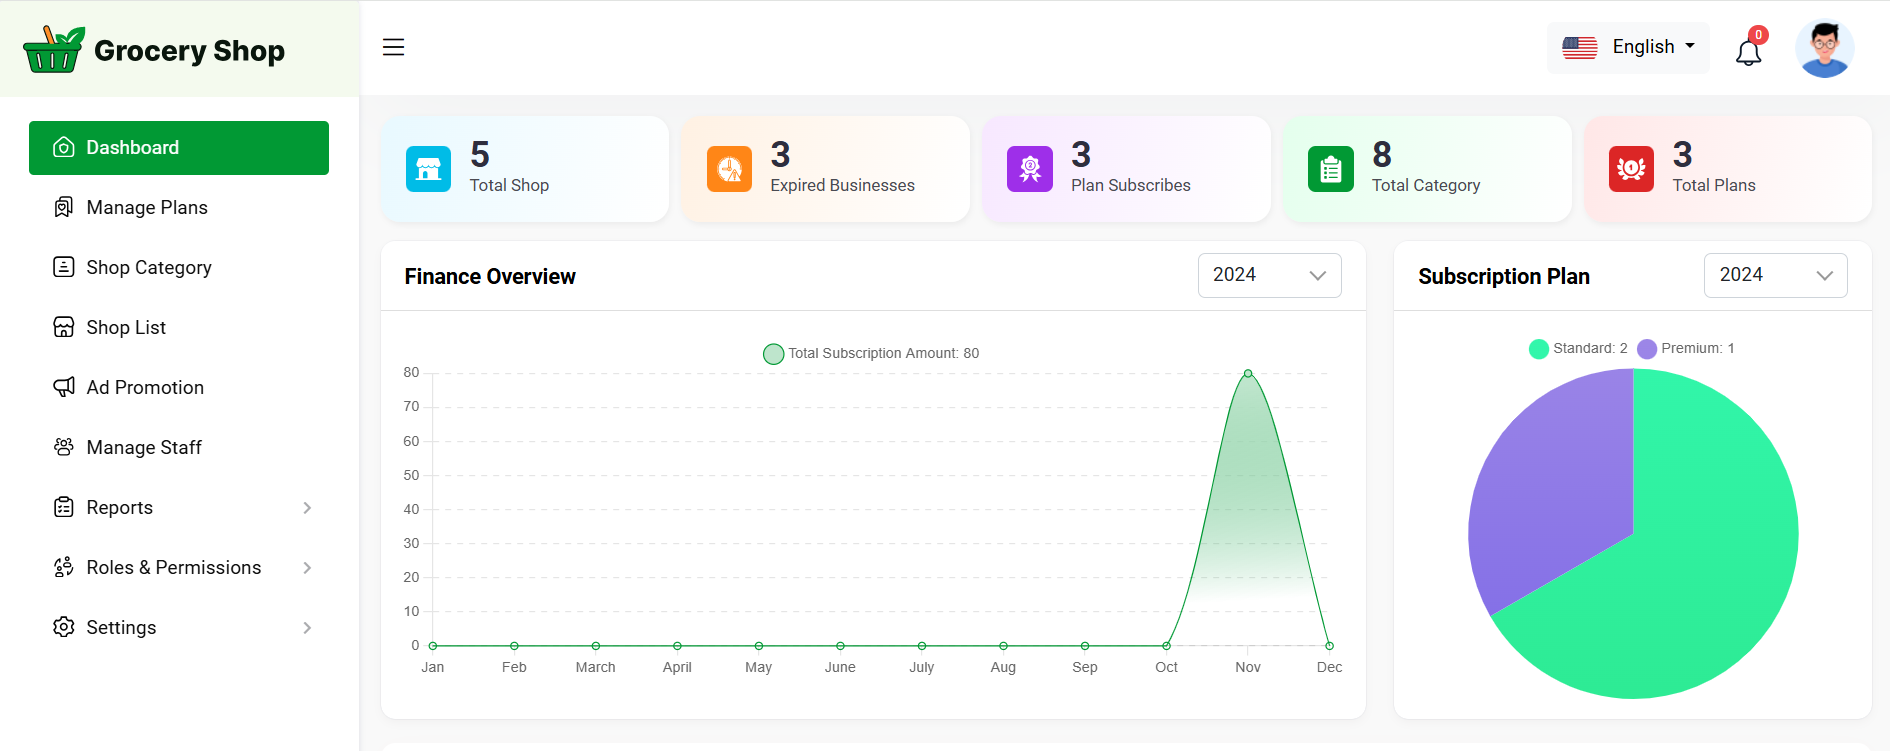 Grocery Shop
English
0
Dashboard
Manage Plans
Shop Category
Shop List
Ad Promotion
Manage Staff
Reports
Roles & Permissions
Settings
5
Total Shop
3
Expired Businesses
3
Plan Subscribes
8
Total Category
3
Total Plans
Finance Overview
2024
Total Subscription Amount: 80
80
70
60
50
40
30
20
10
0
Jan Feb March April May June July Aug Sep Oct Nov Dec
Subscription Plan
2024
Standard: 2 Premium: 1